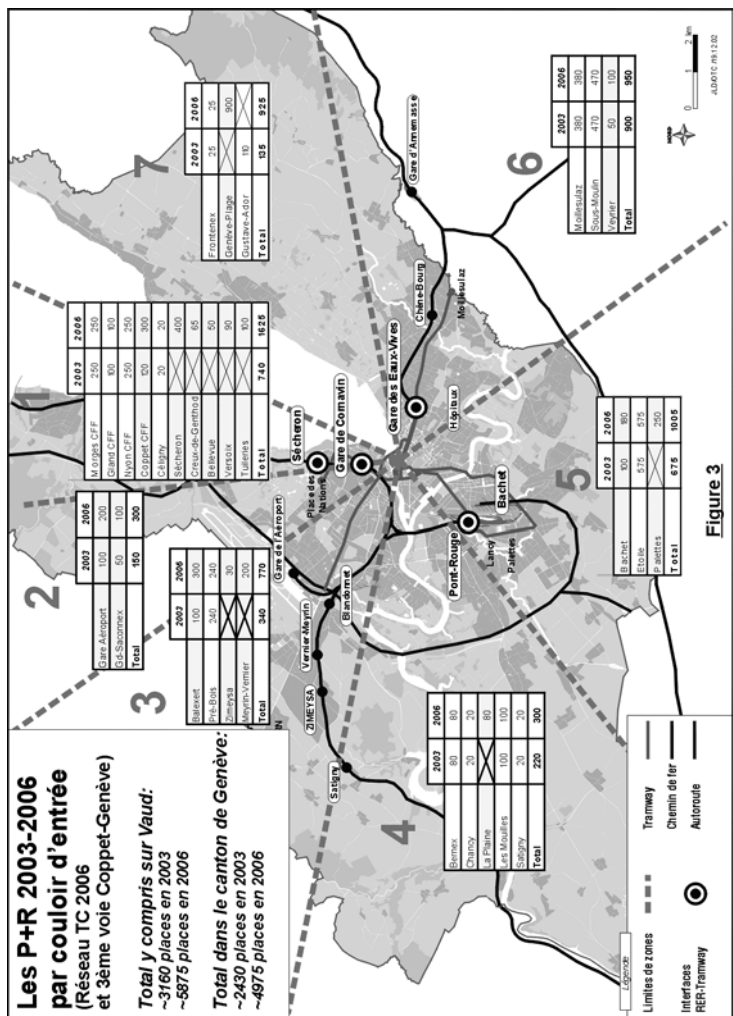 Les P+R 2003-2006
par couloir d'entrée
(Réseau TC 2006
et 3ème voie Coppet-Genève)
Total y compris sur Vaud:
~3160 places en 2003
~5875 places en 2006
Total dans le canton de Genève:
~2430 places en 2003
~4975 places en 2006
1
2003 2006
Morges CFF 250 250
Gland CFF 100 100
Nyon CFF 250 250
Coppet CFF 120 300
Céligny 20 20
Sécheron 400
Creux-de-Genthod 65
Bellevue 50
Versoix 90
Tuileries 100
Total 740 1625
2
2003 2006
Gare Aéroport 100 200
Gd-Saconnex 50 100
Total 150 300
3
2003 2006
Balexert 100 300
Pré-Bois 240 240
Zimeysa 30
Meyrin-Vernier 200
Total 340 770
4
2003 2006
Bernex 80 80
Chancy 20 20
La Plaine 80
Les Mouilles 100 100
Satigny 20 20
Total 220 300
5
2003 2006
Bachet 100 180
Etoile 575 575
Palettes 250
Total 675 1005
6
2003 2006
Moillesulaz 380 380
Sous-Moulin 470 470
Veyrier 50 100
Total 900 950
7
2003 2006
Frontenex 25 25
Genève-Plage 900
Gustave-Ador 110
Total 135 925
Satigny
ZIMEYSA
Vernier-Meyrin
Blandonnet
Gare de l'Aéroport
Place des
Nations
Sécheron
Gare de Cornavin
Gare des Eaux-Vives
Chêne-Bourg
Gare d'Annemasse
Moillesulaz
Hôpitaux
Pont-Rouge
Bachet
Lancy
Palettes
Légende
Limites de zones
Tramway
Interfaces
RER-Tramway
Chemin de fer
Autoroute
NORD
0 1 2 km
Figure 3